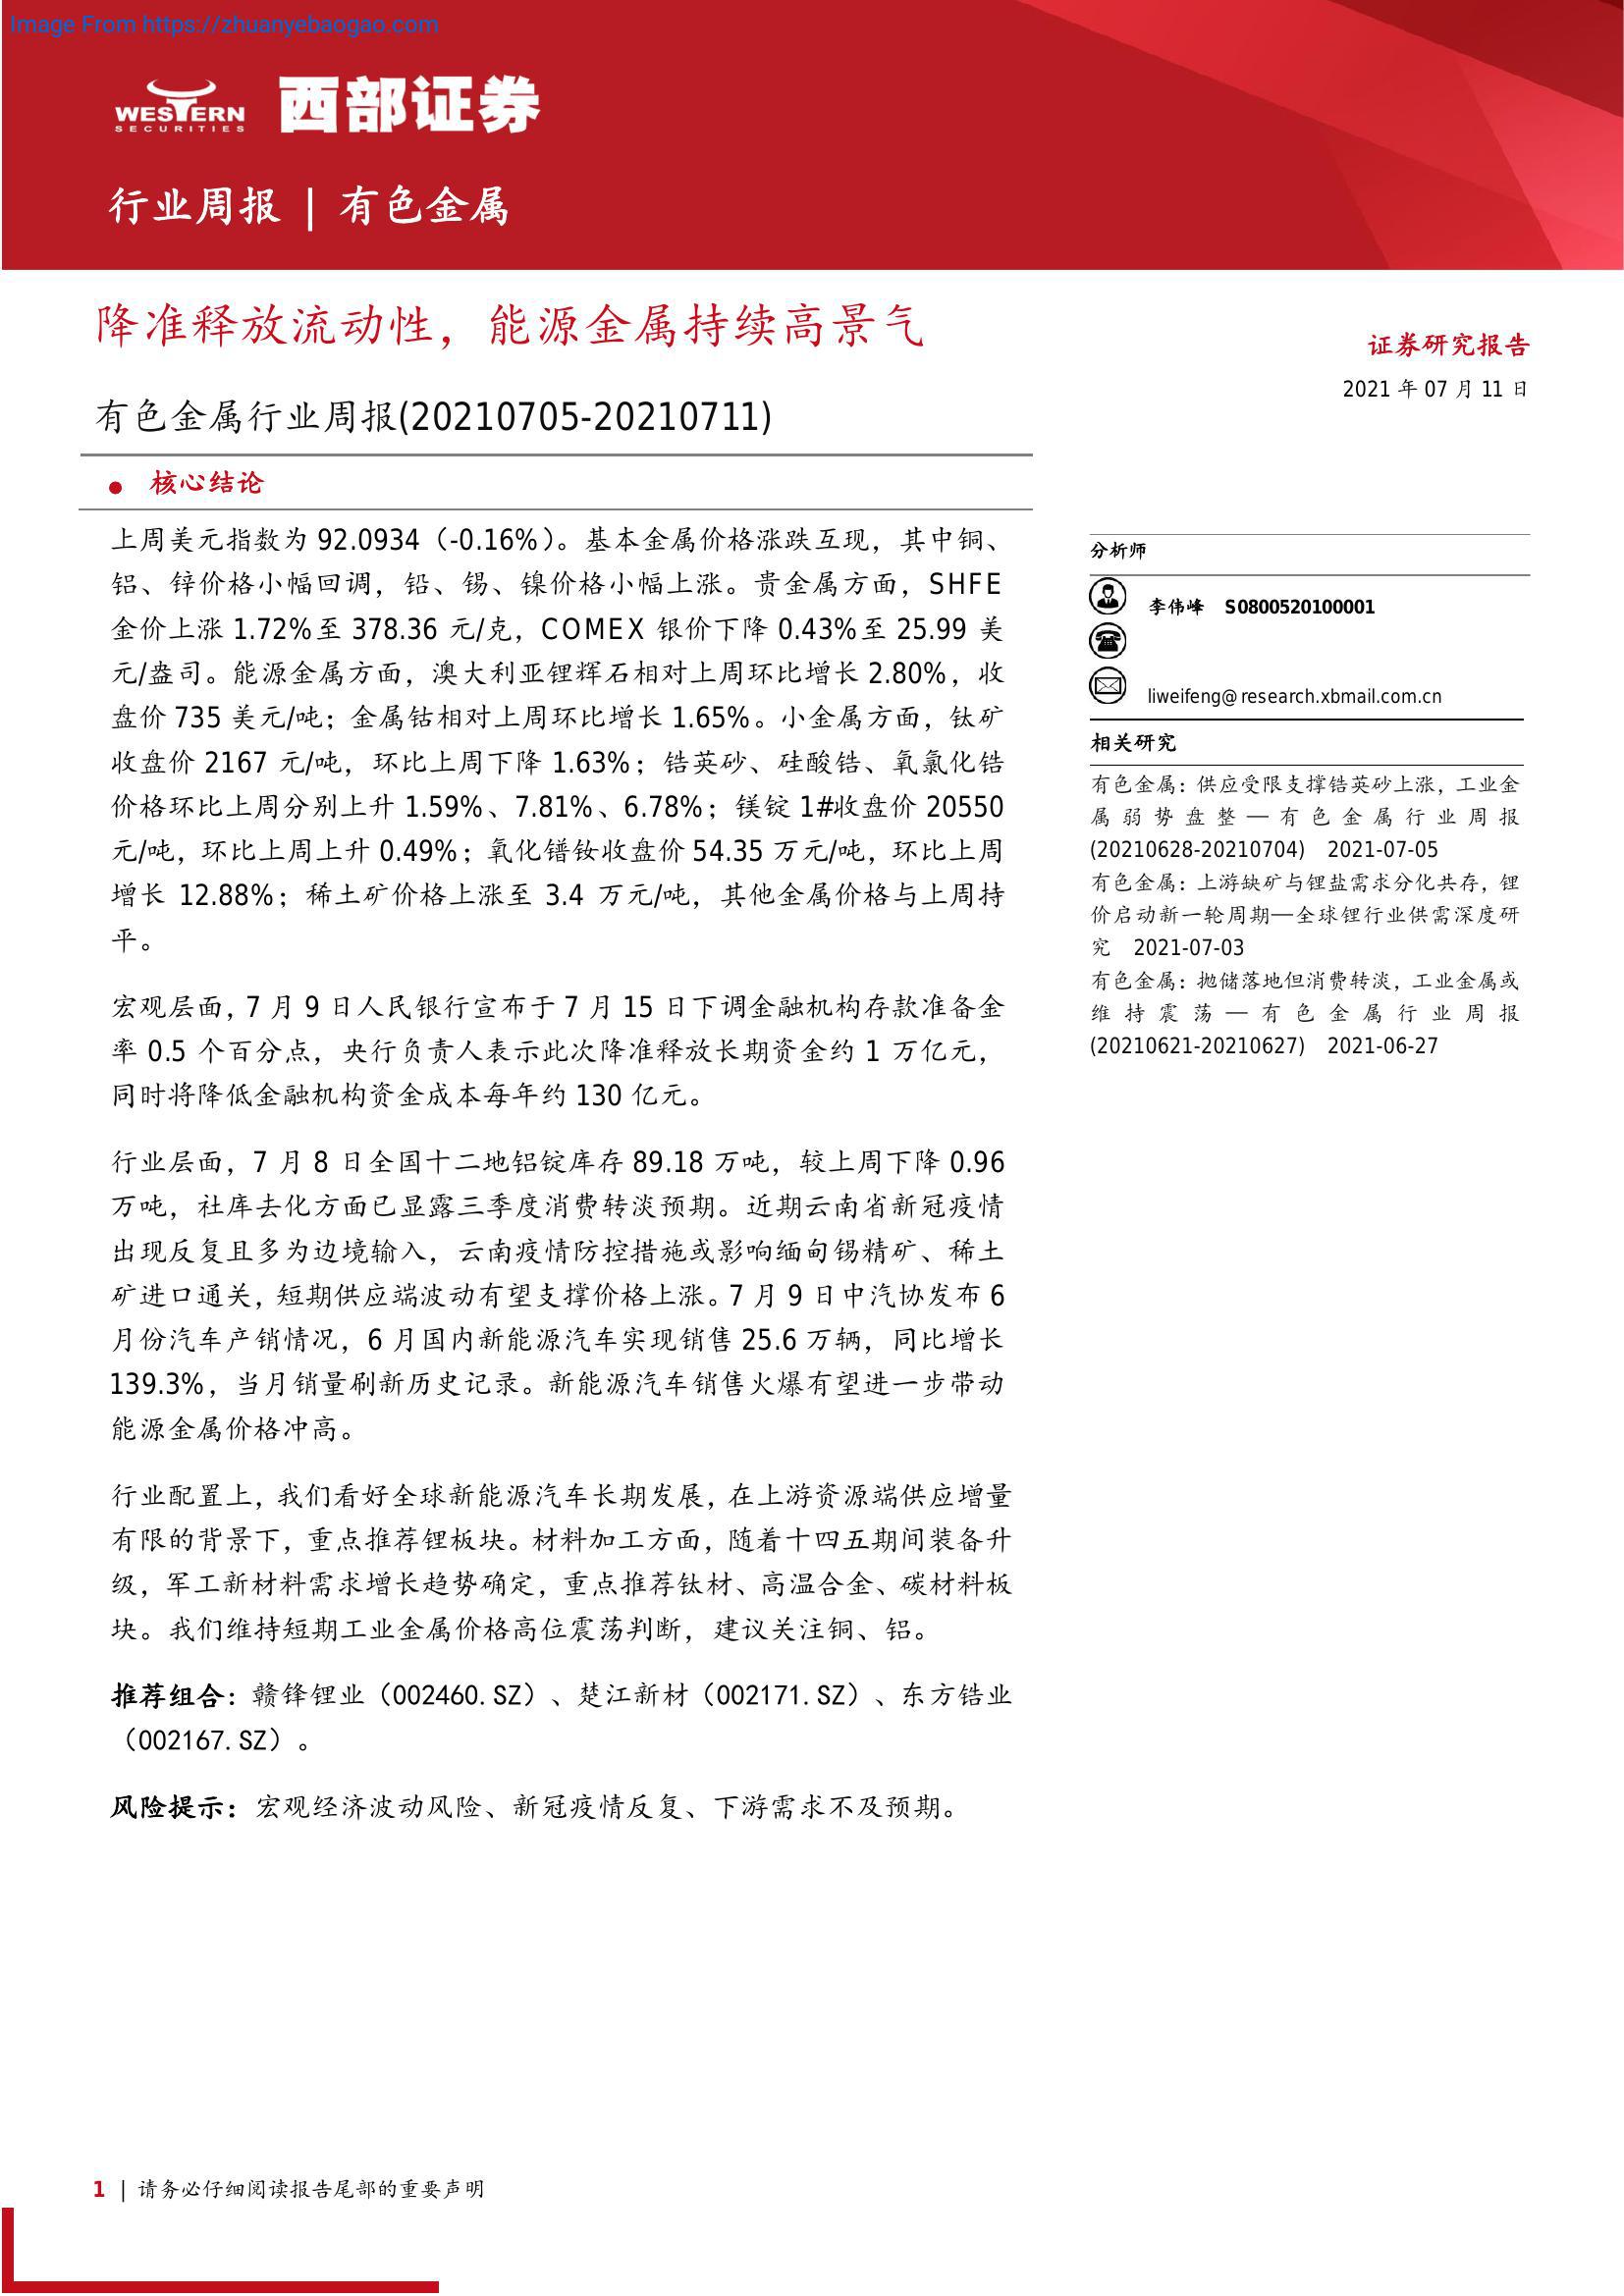 Image From https://zhuanyebaogao.com
WESTERN
SECURITIES
西部证券
行业周报 | 有色金属
降准释放流动性，能源金属持续高景气
有色金属行业周报(20210705-20210711)
证券研究报告
2021 年 07 月 11 日
● 核心结论
上周美元指数为 92.0934（-0.16%）。基本金属价格涨跌互现，其中铜、
铝、锌价格小幅回调，铅、锡、镍价格小幅上涨。贵金属方面，SHFE
金价上涨 1.72%至 378.36 元/克，COMEX 银价下降 0.43%至 25.99 美
元/盎司。能源金属方面，澳大利亚锂辉石相对上周环比增长 2.80%，收
盘价 735 美元/吨；金属钴相对上周环比增长 1.65%。小金属方面，钛矿
收盘价 2167 元/吨，环比上周下降 1.63%；锆英砂、硅酸锆、氧氯化锆
价格环比上周分别上升 1.59%、7.81%、6.78%；镁锭 1#收盘价 20550
元/吨，环比上周上升 0.49%；氧化镨钕收盘价 54.35 万元/吨，环比上周
增长 12.88%；稀土矿价格上涨至 3.4 万元/吨，其他金属价格与上周持
平。
宏观层面，7 月 9 日人民银行宣布于 7 月 15 日下调金融机构存款准备金
率 0.5 个百分点，央行负责人表示此次降准释放长期资金约 1 万亿元，
同时将降低金融机构资金成本每年约 130 亿元。
行业层面，7 月 8 日全国十二地铝锭库存 89.18 万吨，较上周下降 0.96
万吨，社库去化方面已显露三季度消费转淡预期。近期云南省新冠疫情
出现反复且多为边境输入，云南疫情防控措施或影响缅甸锡精矿、稀土
矿进口通关，短期供应端波动有望支撑价格上涨。7 月 9 日中汽协发布 6
月份汽车产销情况，6 月国内新能源汽车实现销售 25.6 万辆，同比增长
139.3%，当月销量刷新历史记录。新能源汽车销售火爆有望进一步带动
能源金属价格冲高。
行业配置上，我们看好全球新能源汽车长期发展，在上游资源端供应增量
有限的背景下，重点推荐锂板块。材料加工方面，随着十四五期间装备升
级，军工新材料需求增长趋势确定，重点推荐钛材、高温合金、碳材料板
块。我们维持短期工业金属价格高位震荡判断，建议关注铜、铝。
推荐组合：赣锋锂业（002460.SZ）、楚江新材（002171.SZ）、东方锆业
（002167.SZ）。
风险提示：宏观经济波动风险、新冠疫情反复、下游需求不及预期。
分析师
李伟峰 S0800520100001
liweifeng@research.xbmail.com.cn
相关研究
有色金属：供应受限支撑锆英砂上涨，工业金
属弱势盘整—有色金属行业周报
(20210628-20210704) 2021-07-05
有色金属：上游缺矿与锂盐需求分化共存，锂
价启动新一轮周期—全球锂行业供需深度研
究 2021-07-03
有色金属：抛储落地但消费转淡，工业金属或
维持震荡—有色金属行业周报
(20210621-20210627) 2021-06-27
1 | 请务必仔细阅读报告尾部的重要声明